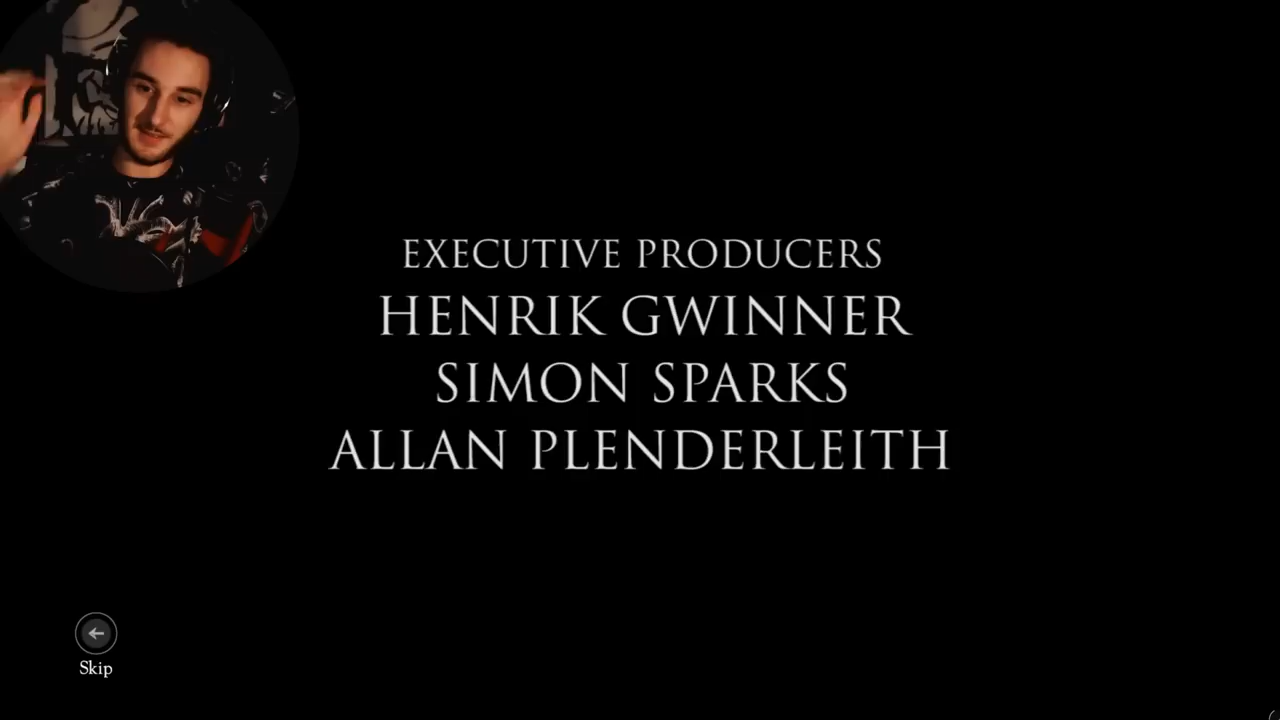 EXECUTIVE PRODUCERS
HENRIK GWINNER
SIMON SPARKS
ALLAN PLENDERLEITH
Skip